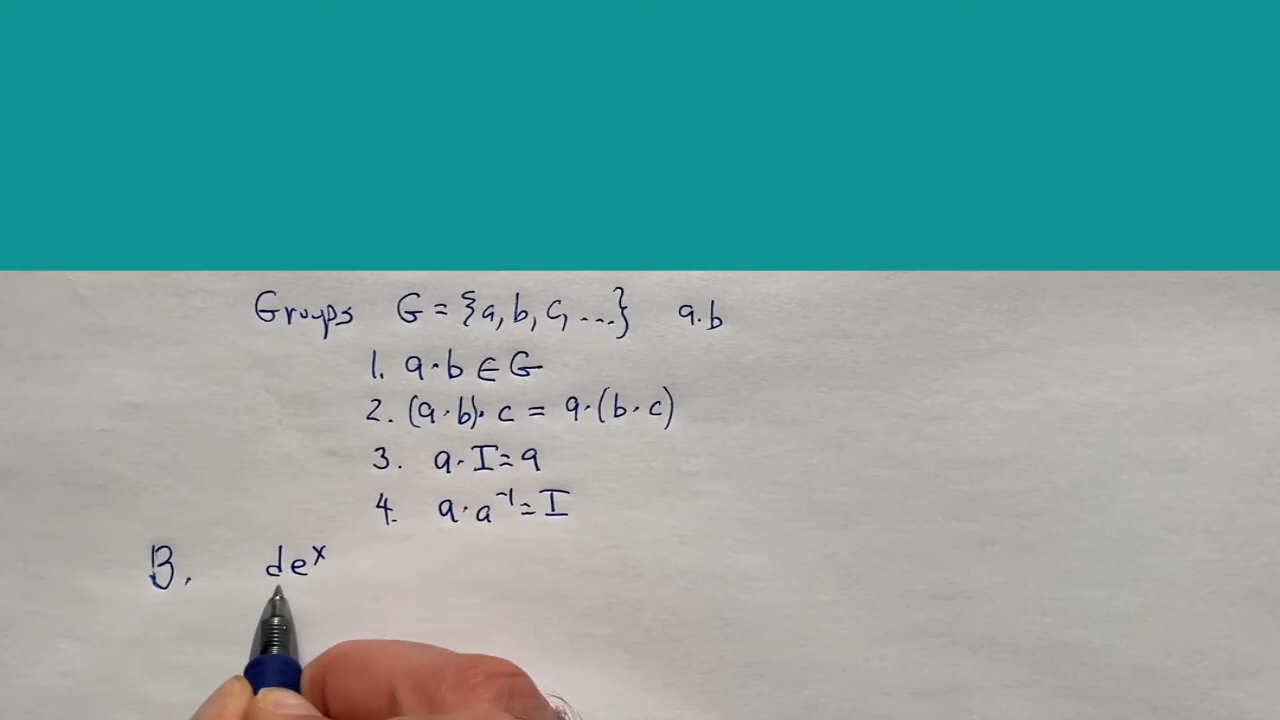 Groups G = {a, b, c, ...} a.b
1. a·b ∈ G
2. (a·b)·c = a·(b·c)
3. a·I = a
4. a·a⁻¹ = I
B. deˣ